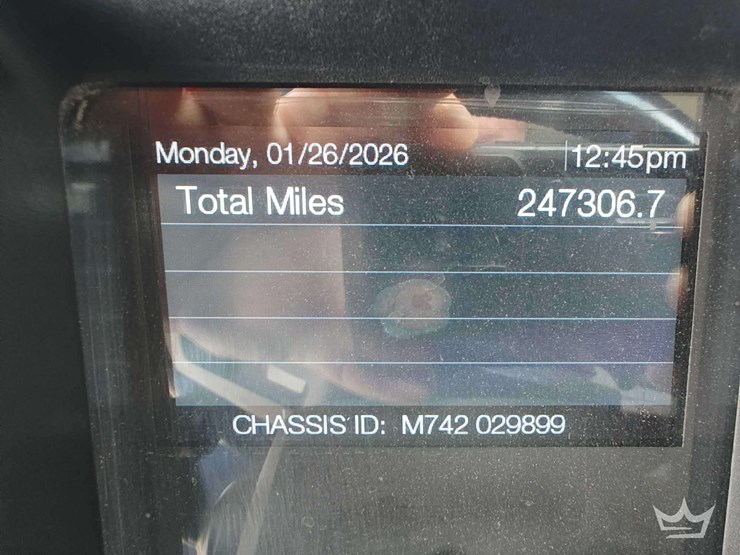 Monday, 01/26/2026 12:45pm
Total Miles 247306.7
CHASSIS ID: M742 029899